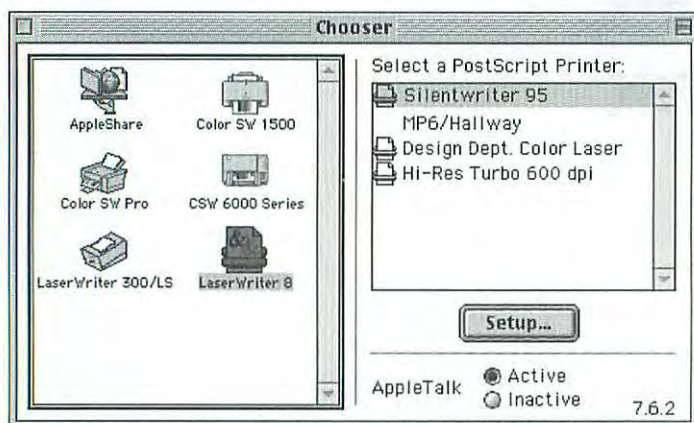 Chooser
AppleShare
Color SW 1500
Color SW Pro
CSW 6000 Series
LaserWriter 300/LS
LaserWriter 8
Select a PostScript Printer:
Silentwriter 95
MP6/Hallway
Design Dept. Color Laser
Hi-Res Turbo 600 dpi
Setup...
AppleTalk
Active
Inactive
7.6.2